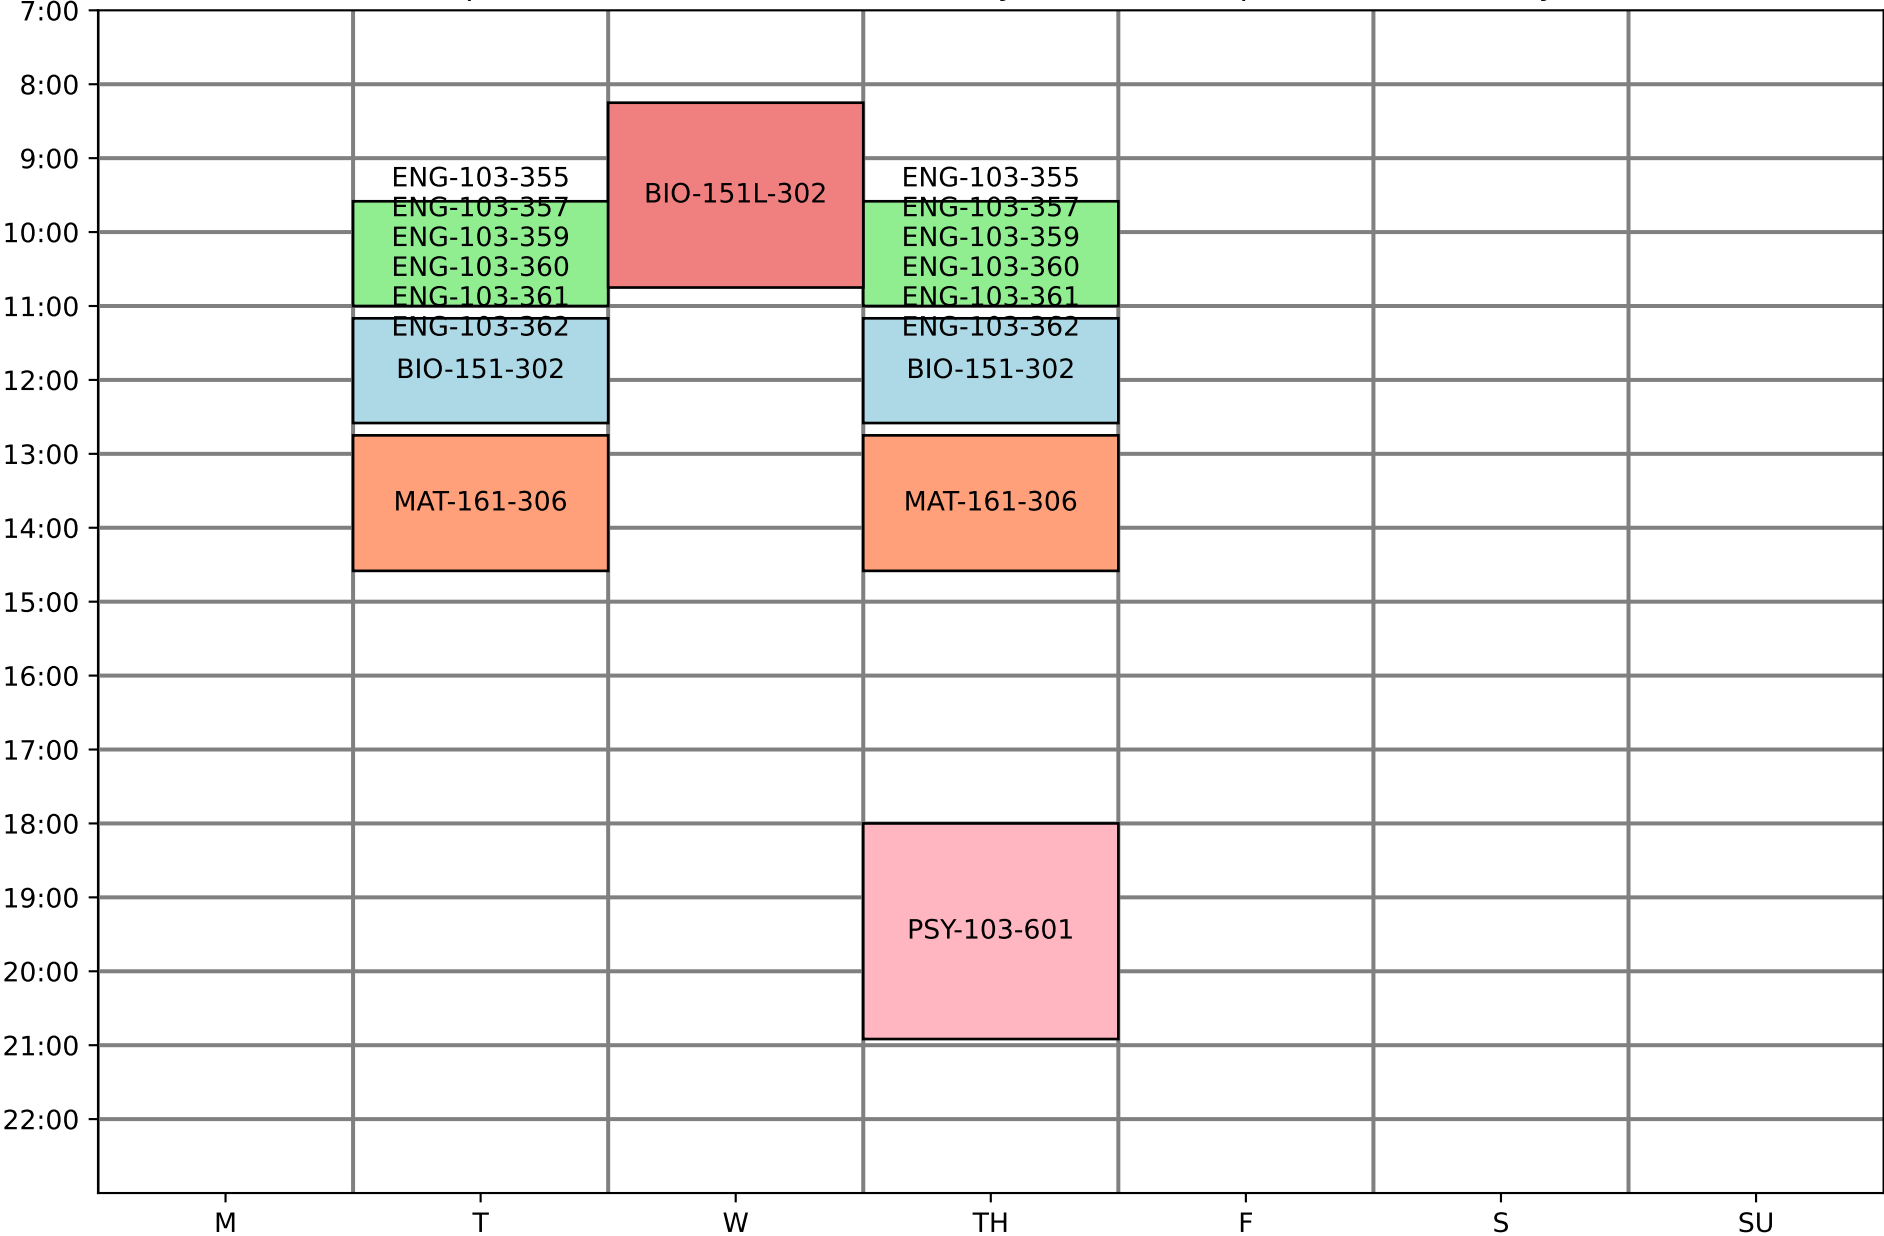 7:00
8:00
9:00
10:00
11:00
12:00
13:00
14:00
15:00
16:00
17:00
18:00
19:00
20:00
21:00
22:00
ENG-103-355
ENG-103-357
ENG-103-359
ENG-103-360
ENG-103-361
ENG-103-362
BIO-151-302
MAT-161-306
BIO-151L-302
ENG-103-355
ENG-103-357
ENG-103-359
ENG-103-360
ENG-103-361
ENG-103-362
BIO-151-302
MAT-161-306
PSY-103-601
M T W TH F S SU